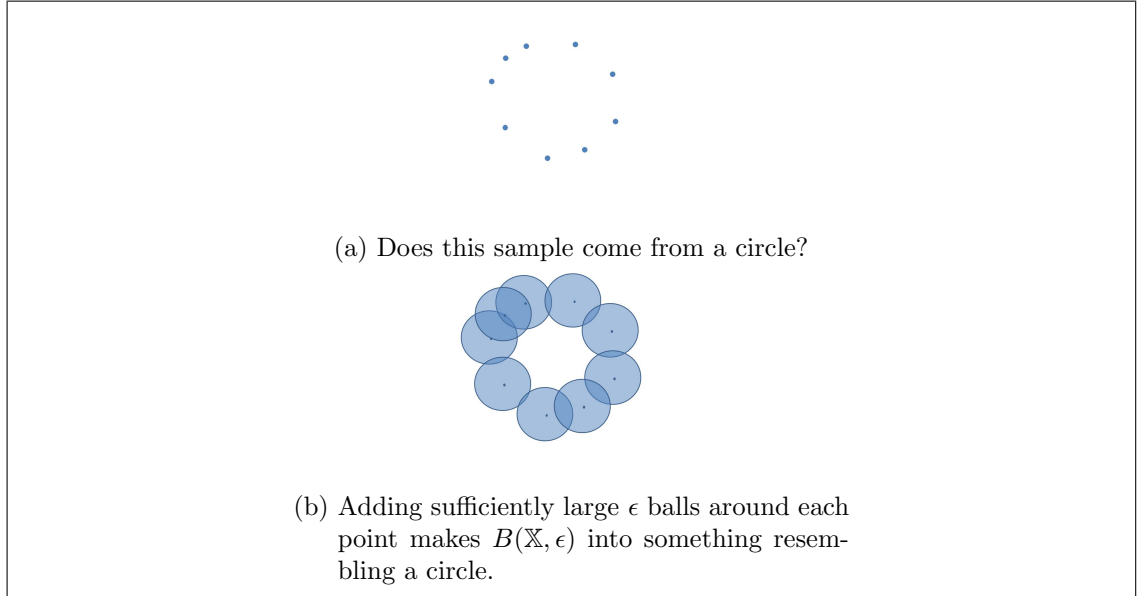 (a) Does this sample come from a circle?
(b) Adding sufficiently large ϵ balls around each
point makes B(𝕏, ϵ) into something resem-
bling a circle.